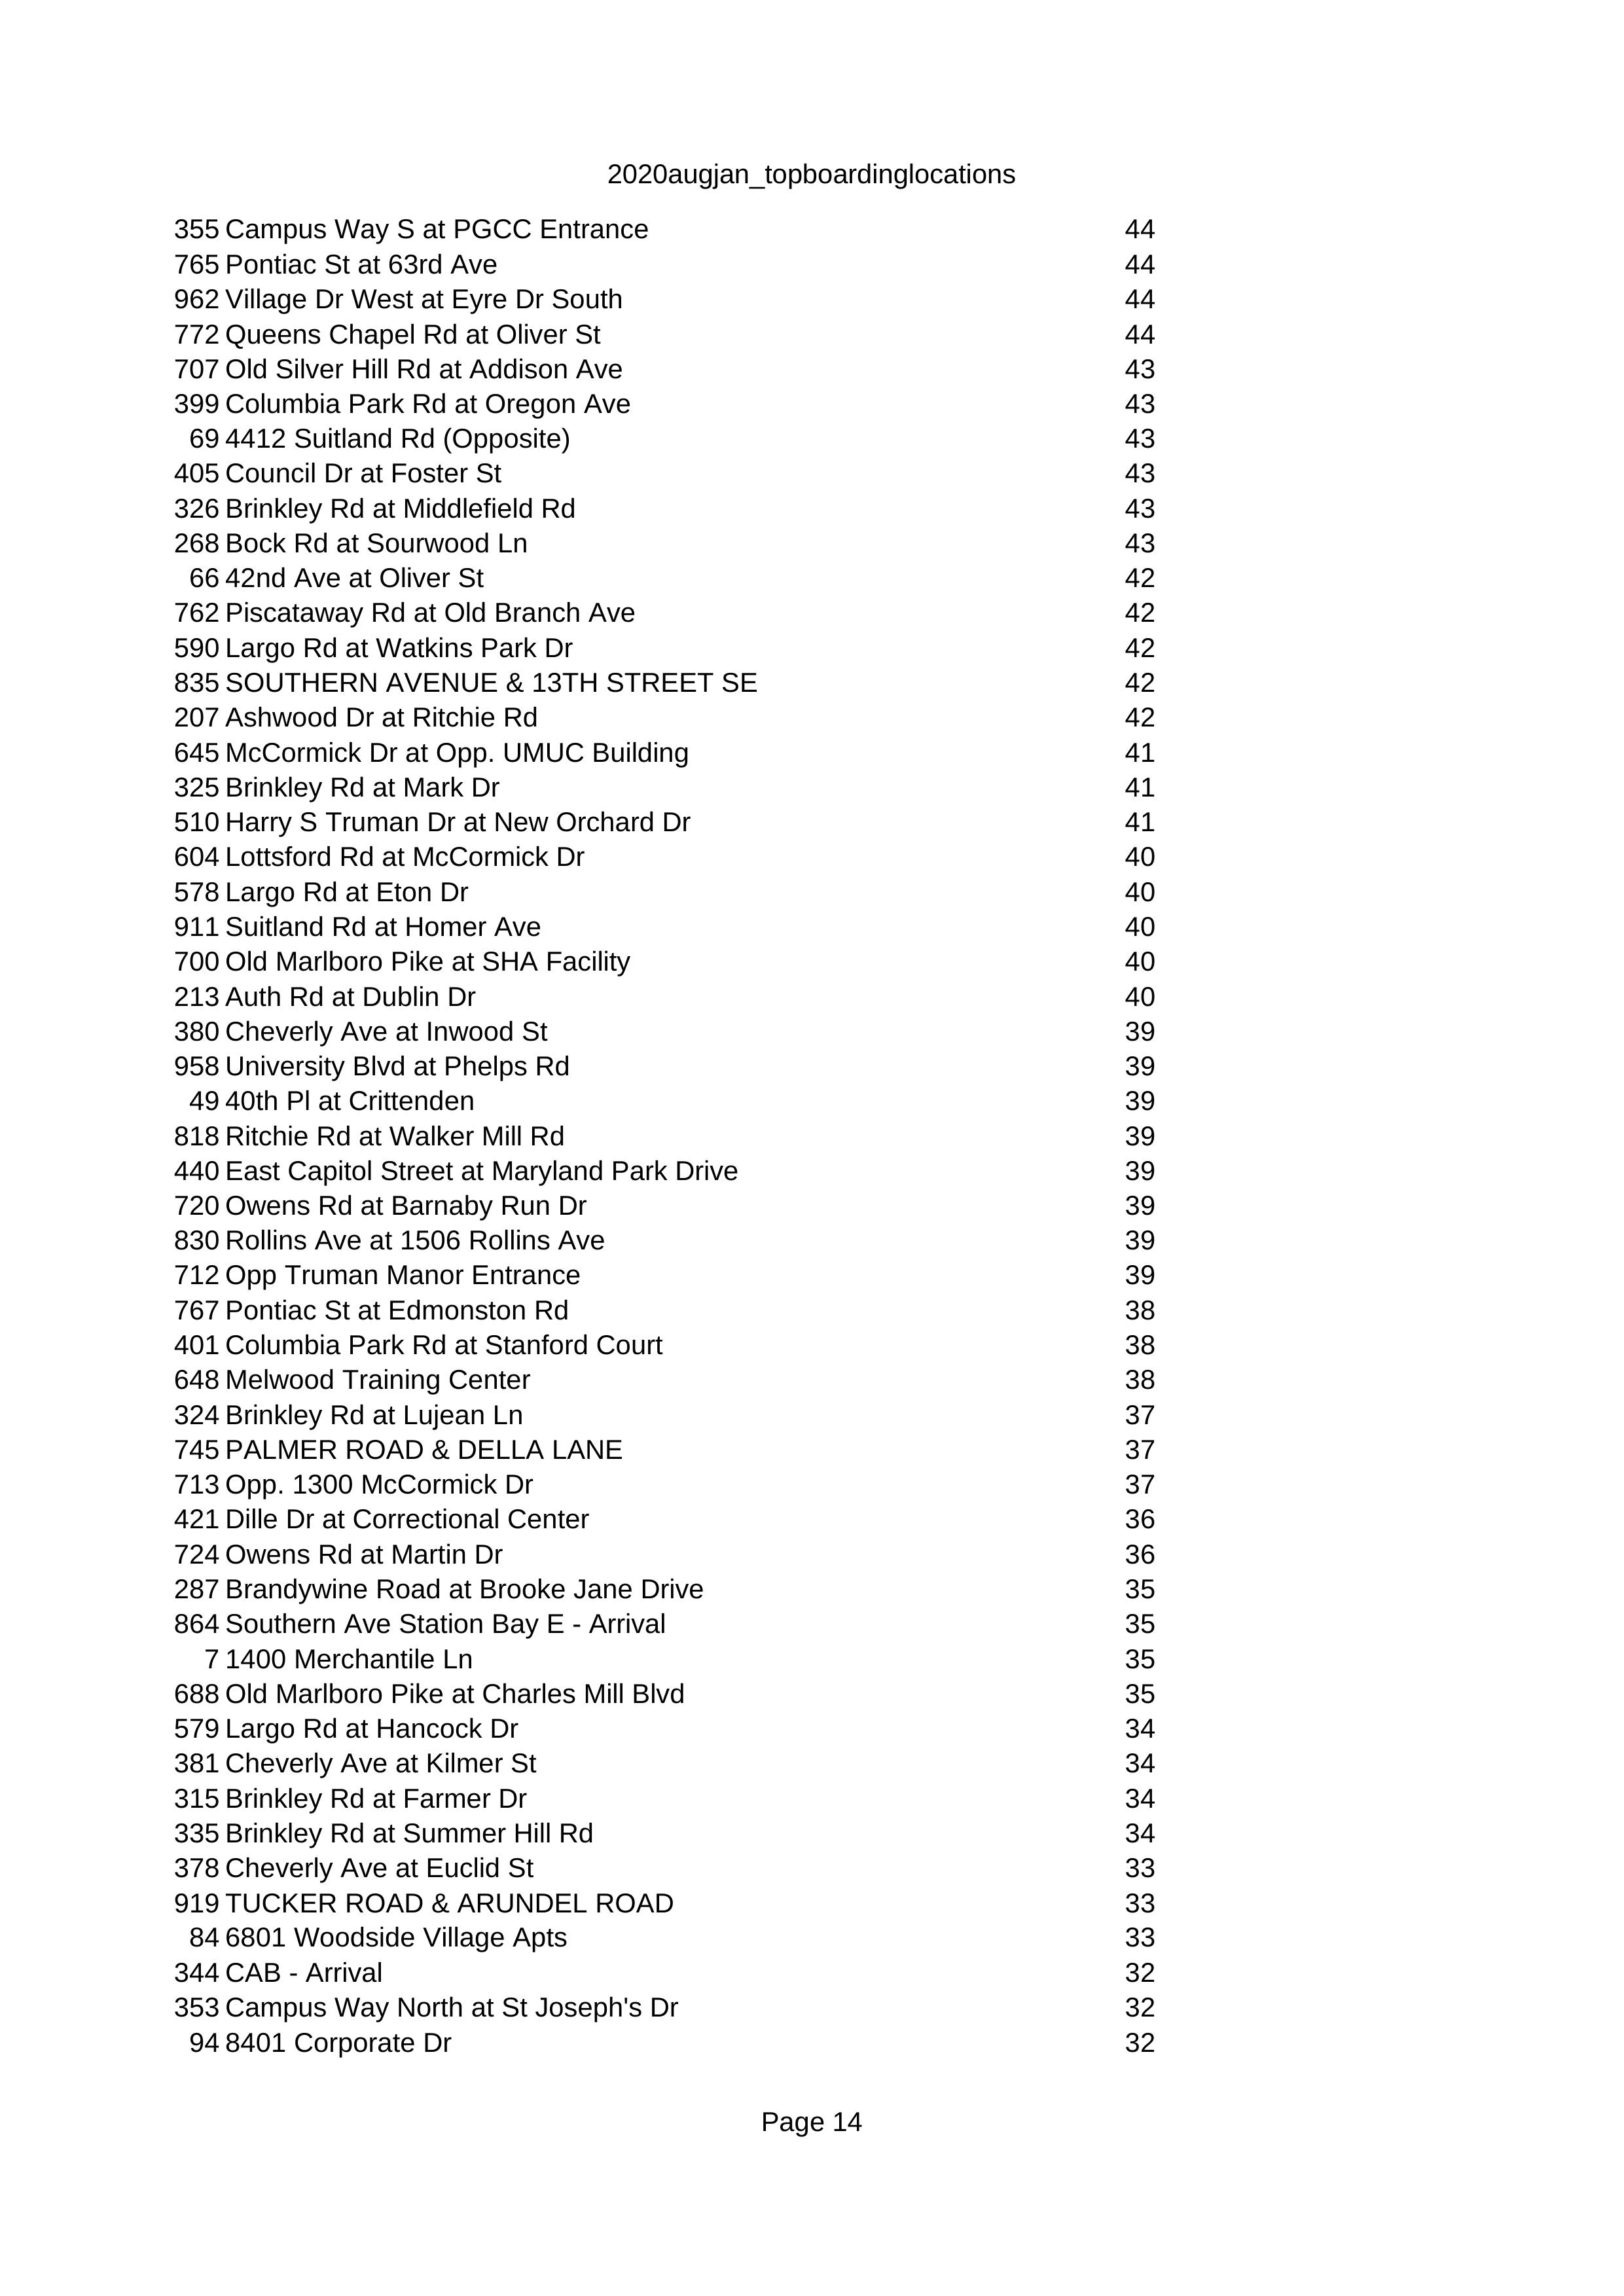 2020augjan_topboardinglocations
355 Campus Way S at PGCC Entrance 44
765 Pontiac St at 63rd Ave 44
962 Village Dr West at Eyre Dr South 44
772 Queens Chapel Rd at Oliver St 44
707 Old Silver Hill Rd at Addison Ave 43
399 Columbia Park Rd at Oregon Ave 43
69 4412 Suitland Rd (Opposite) 43
405 Council Dr at Foster St 43
326 Brinkley Rd at Middlefield Rd 43
268 Bock Rd at Sourwood Ln 43
66 42nd Ave at Oliver St 42
762 Piscataway Rd at Old Branch Ave 42
590 Largo Rd at Watkins Park Dr 42
835 SOUTHERN AVENUE & 13TH STREET SE 42
207 Ashwood Dr at Ritchie Rd 42
645 McCormick Dr at Opp. UMUC Building 41
325 Brinkley Rd at Mark Dr 41
510 Harry S Truman Dr at New Orchard Dr 41
604 Lottsford Rd at McCormick Dr 40
578 Largo Rd at Eton Dr 40
911 Suitland Rd at Homer Ave 40
700 Old Marlboro Pike at SHA Facility 40
213 Auth Rd at Dublin Dr 40
380 Cheverly Ave at Inwood St 39
958 University Blvd at Phelps Rd 39
49 40th Pl at Crittenden 39
818 Ritchie Rd at Walker Mill Rd 39
440 East Capitol Street at Maryland Park Drive 39
720 Owens Rd at Barnaby Run Dr 39
830 Rollins Ave at 1506 Rollins Ave 39
712 Opp Truman Manor Entrance 39
767 Pontiac St at Edmonston Rd 38
401 Columbia Park Rd at Stanford Court 38
648 Melwood Training Center 38
324 Brinkley Rd at Lujean Ln 37
745 PALMER ROAD & DELLA LANE 37
713 Opp. 1300 McCormick Dr 37
421 Dille Dr at Correctional Center 36
724 Owens Rd at Martin Dr 36
287 Brandywine Road at Brooke Jane Drive 35
864 Southern Ave Station Bay E - Arrival 35
7 1400 Merchantile Ln 35
688 Old Marlboro Pike at Charles Mill Blvd 35
579 Largo Rd at Hancock Dr 34
381 Cheverly Ave at Kilmer St 34
315 Brinkley Rd at Farmer Dr 34
335 Brinkley Rd at Summer Hill Rd 34
378 Cheverly Ave at Euclid St 33
919 TUCKER ROAD & ARUNDEL ROAD 33
84 6801 Woodside Village Apts 33
344 CAB - Arrival 32
353 Campus Way North at St Joseph's Dr 32
94 8401 Corporate Dr 32
Page 14